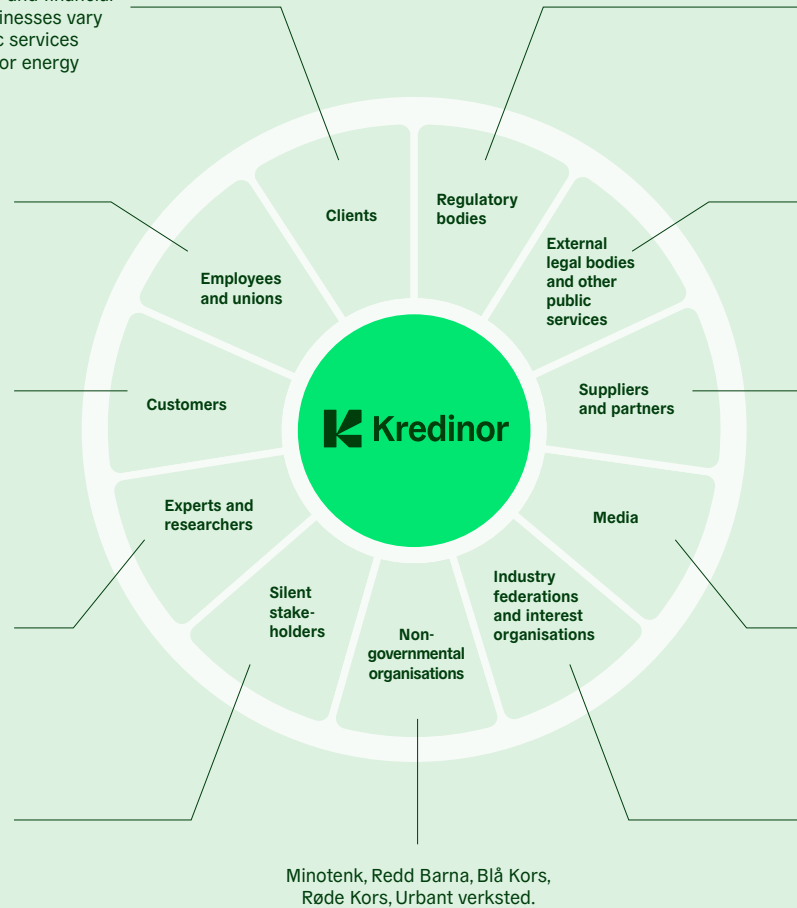 inesses vary
services
or energy
Clients
Regulatory
bodies
External
legal bodies
and other
public
services
Suppliers
and partners
Media
Industry
federations
and interest
organisations
Non-
governmental
organisations
Silent
stake-
holders
Experts and
researchers
Customers
Employees
and unions
Kredinor
Minotenk, Redd Barna, Blå Kors,
Røde Kors, Urbant verksted.